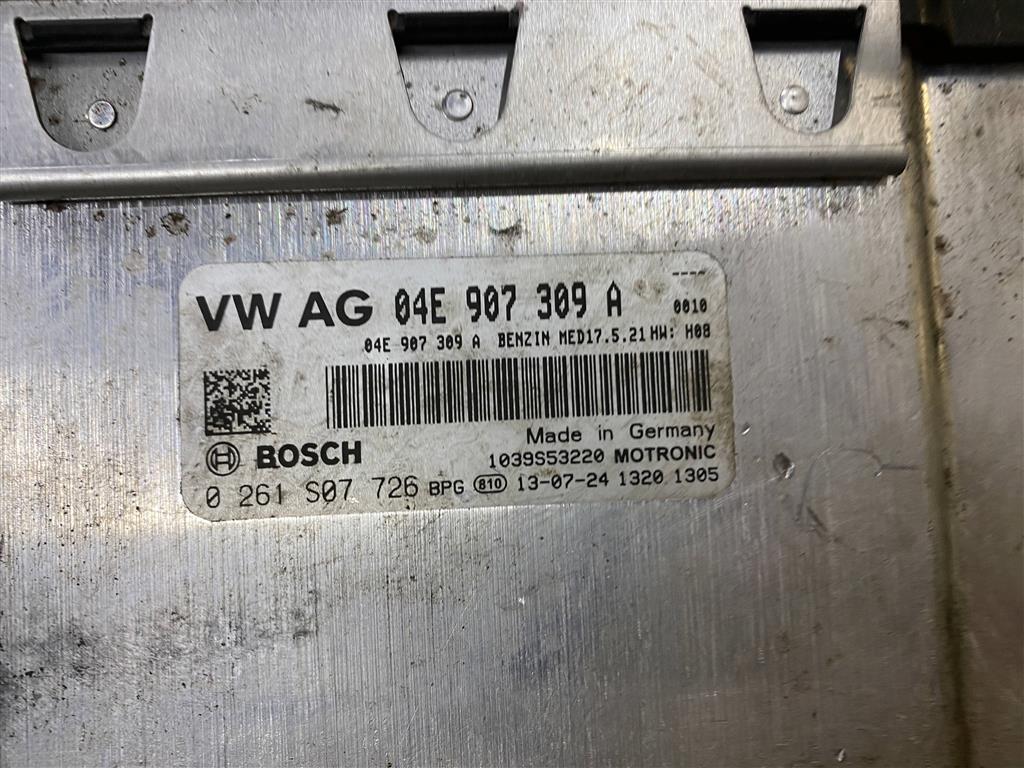 ----
VW AG 04E 907 309 A 0010
04E 907 309 A BENZIN MED17.5.21 HW: H08
Made in Germany
BOSCH 1039S53220 MOTRONIC
0 261 S07 726 BPG 810 13-07-24 1320 1305